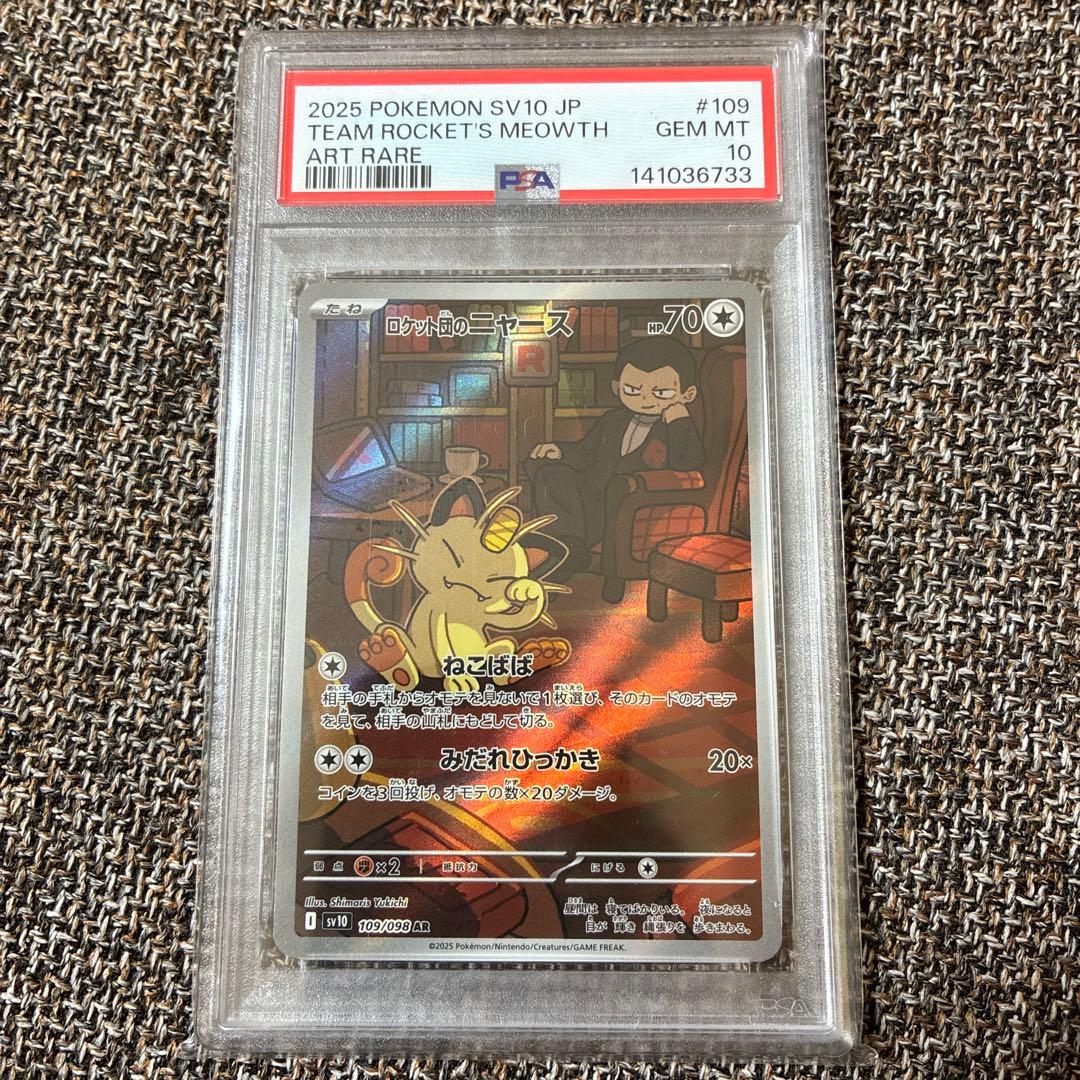 2025 POKEMON SV10 JP #109
TEAM ROCKET'S MEOWTH GEM MT
ART RARE 10
PSA 141036733
たね ロケット団のニャース HP70
R
ねこばば
相手の手札からオモテを見ないで1枚選び、そのカードのオモテ
を見て、相手の山札にもどして切る。
みだれひっかき 20×
コインを3回投げ、オモテの数×20ダメージ。
弱点 ×2 抵抗力 にげる
Illus. Shimaris Yukichi
I sv10 109/098 AR
昼間は 寝てばかりいる。 夜になると
目が 輝き 縄張りを 歩きまわる。
©2025 Pokémon/Nintendo/Creatures/GAME FREAK.
PSA